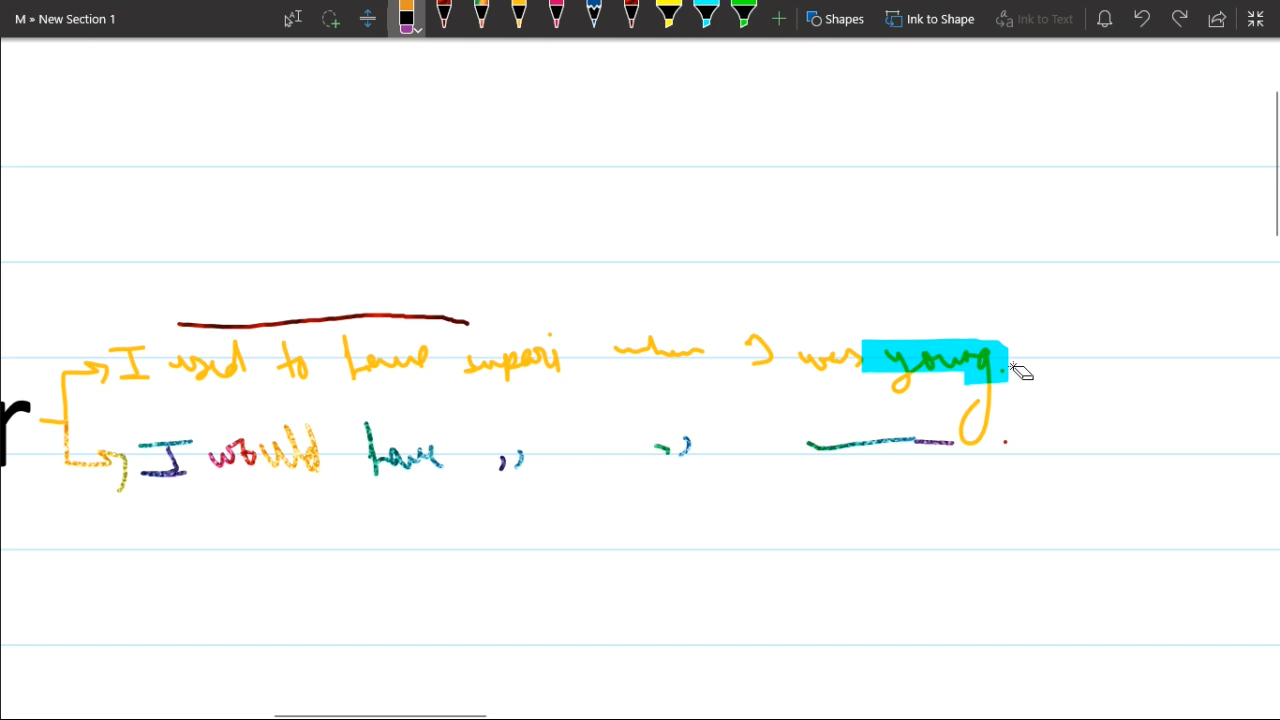 M » New Section 1
Shapes
Ink to Shape
Ink to Text
I used to have supari when I was young.
r
I would have ,, ,, .